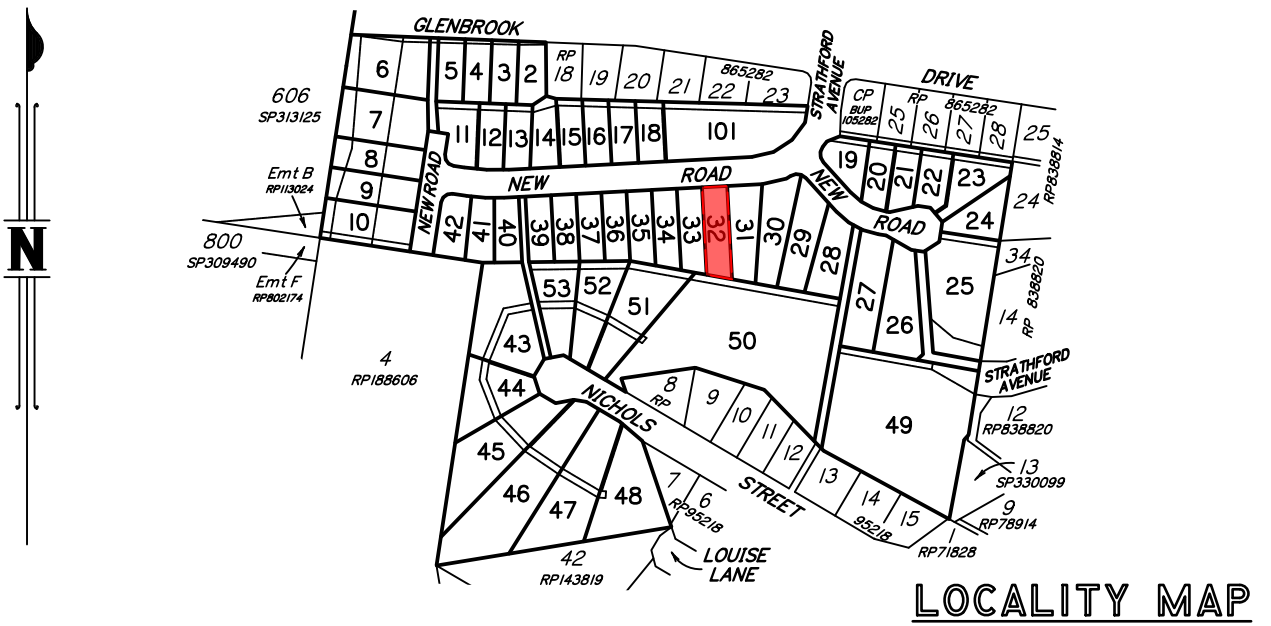 GLENBROOK
STRATHFORD
AVENUE
DRIVE
6
5
4
3
2
RP
18
19
20
21
865282
22
23
CP
BUP
105282
RP
865282
25
26
27
28
25
RP838814
606
SP313125
7
11
12
13
14
15
16
17
18
101
8
19
20
21
22
23
Emt B
RP113024
9
NEW ROAD
NEW
ROAD
NEW
ROAD
24
24
10
42
41
40
39
38
37
36
35
34
33
32
31
30
29
28
N
800
SP309490
34
Emt F
RP802174
53
52
51
27
26
25
RP 838820
14
43
50
4
RP188606
44
NICHOLS
STREET
8
RP
9
10
11
12
STRATHFORD
AVENUE
49
12
RP838820
45
13
SP330099
46
47
48
7
6
RP95218
13
14
15
95218
9
RP78914
1
RP71828
42
RP143819
LOUISE
LANE
LOCALITY MAP